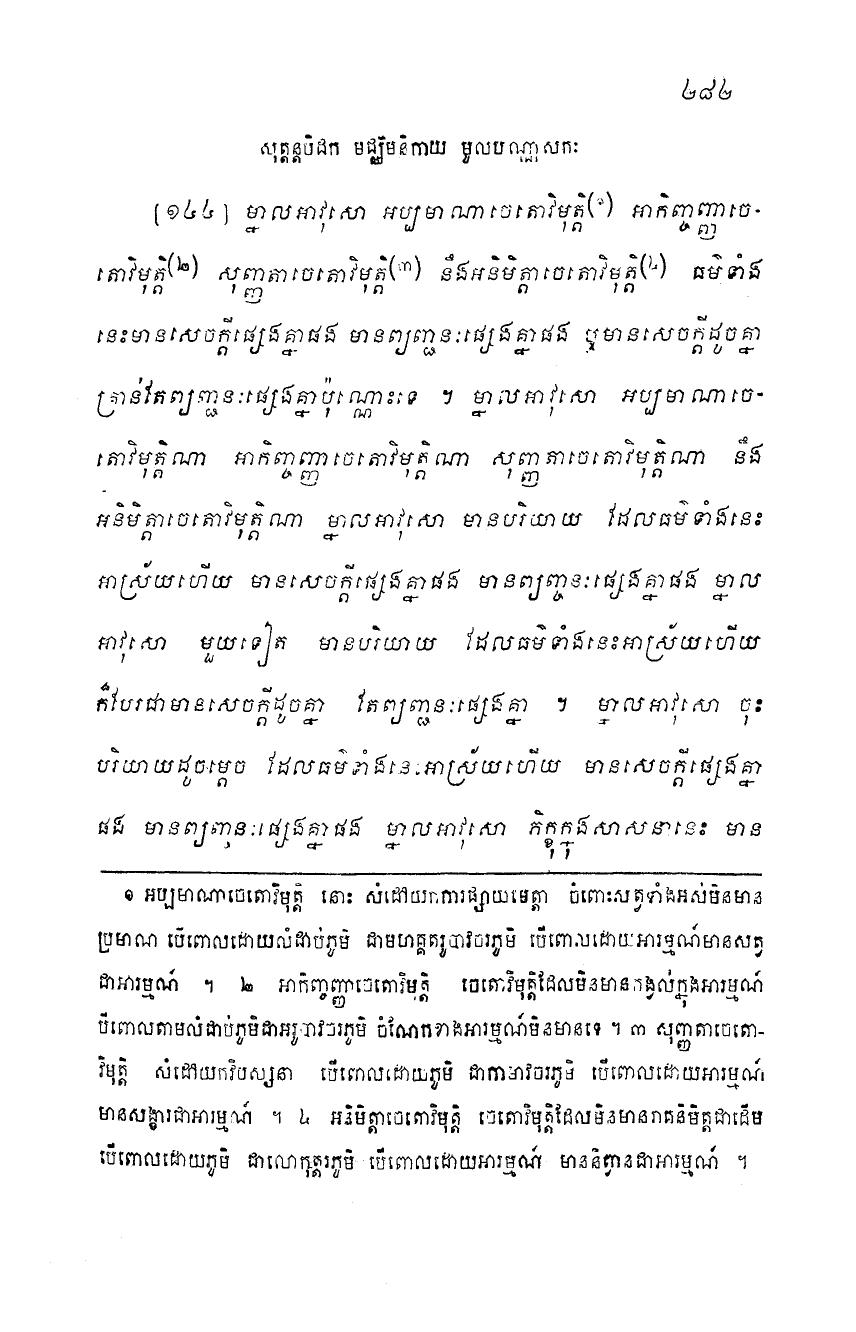 ២៨២
សុត្តន្តបិដក មជ្ឈិមនិកាយ មូលបណ្ណាសកៈ
[១៤៤] ម្នាលអាវុសោ អប្បមាណាចេតោវិមុត្តិ(១) អាកិញ្ចញ្ញាចេ-
តោវិមុត្តិ(២) សុញ្ញតាចេតោវិមុត្តិ(៣) នឹងអនិមិត្តាចេតោវិមុត្តិ(៤) ធម៌ទាំង
នេះមានសេចក្តីផ្សេងគ្នាផង មានព្យញ្ជនៈផ្សេងគ្នាផង ឬមានសេចក្តីដូចគ្នា
គ្រាន់តែព្យញ្ជនៈផ្សេងគ្នាប៉ុណ្ណោះទេ ។ ម្នាលអាវុសោ អប្បមាណាចេ-
តោវិមុត្តិណា អាកិញ្ចញ្ញាចេតោវិមុត្តិណា សុញ្ញតាចេតោវិមុត្តិណា នឹង
អនិមិត្តាចេតោវិមុត្តិណា ម្នាលអាវុសោ មានបរិយាយ ដែលធម៌ទាំងនេះ
អាស្រ័យហើយ មានសេចក្តីផ្សេងគ្នាផង មានព្យញ្ជនៈផ្សេងគ្នាផង ម្នាល
អាវុសោ មួយទៀត មានបរិយាយ ដែលធម៌ទាំងនេះអាស្រ័យហើយ
ក៏បែរជាមានសេចក្តីដូចគ្នា តែព្យញ្ជនៈផ្សេងគ្នា ។ ម្នាលអាវុសោ ចុះ
បរិយាយដូចម្តេច ដែលធម៌ទាំងនេះអាស្រ័យហើយ មានសេចក្តីផ្សេងគ្នា
ផង មានព្យញ្ជនៈផ្សេងគ្នាផង ម្នាលអាវុសោ ភិក្ខុក្នុងសាសនានេះ មាន
១ អប្បមាណាចេតោវិមុត្តិ នោះ សំដៅយកការផ្សាយមេត្តា ចំពោះសត្វទាំងអស់មិនមាន
ប្រមាណ បើពោលដោយលំដាប់ភូមិ ជាមហគ្គតរូបាវចរភូមិ បើពោលដោយអារម្មណ៍មានសត្វ
ជាអារម្មណ៍ ។ ២ អាកិញ្ចញ្ញាចេតោវិមុត្តិ ចេតោវិមុត្តិដែលមិនមានកង្វល់ក្នុងអារម្មណ៍
បើពោលតាមលំដាប់ភូមិជាអរូបាវចរភូមិ ចំណែកខាងអារម្មណ៍មិនមានទេ ។ ៣ សុញ្ញតាចេតោ-
វិមុត្តិ សំដៅយកវិបស្សនា បើពោលដោយភូមិ ជាកាមាវចរភូមិ បើពោលដោយអារម្មណ៍
មានសង្ខារជាអារម្មណ៍ ។ ៤ អនិមិត្តាចេតោវិមុត្តិ ចេតោវិមុត្តិដែលមិនមានរាគនិមិត្តជាដើម
បើពោលដោយភូមិ ជាលោកុត្តរភូមិ បើពោលដោយអារម្មណ៍ មាននិព្វានជាអារម្មណ៍ ។